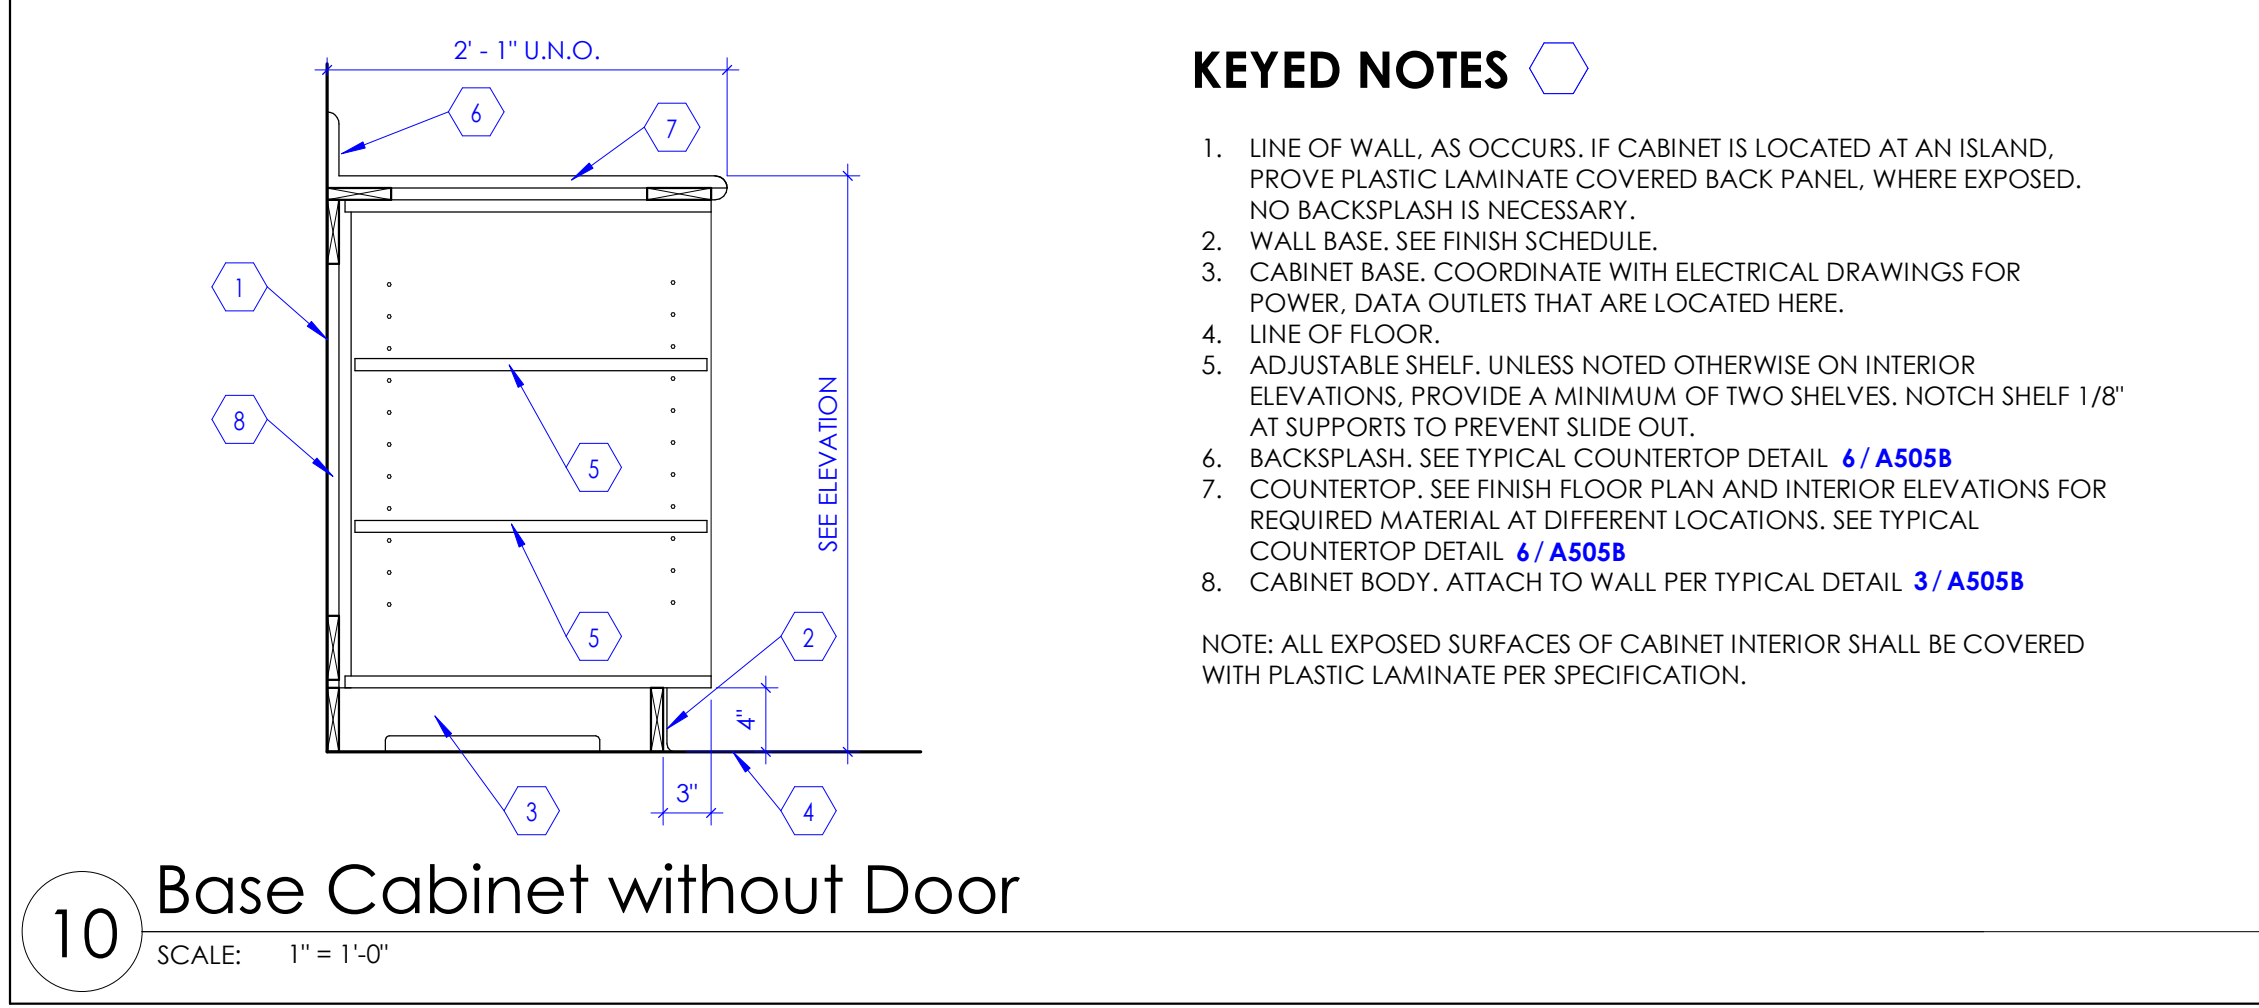 2' - 1" U.N.O.
6
7
1
8
5
5
SEE ELEVATION
2
4"
3"
3
4
KEYED NOTES
1. LINE OF WALL, AS OCCURS. IF CABINET IS LOCATED AT AN ISLAND,
PROVE PLASTIC LAMINATE COVERED BACK PANEL, WHERE EXPOSED.
NO BACKSPLASH IS NECESSARY.
2. WALL BASE. SEE FINISH SCHEDULE.
3. CABINET BASE. COORDINATE WITH ELECTRICAL DRAWINGS FOR
POWER, DATA OUTLETS THAT ARE LOCATED HERE.
4. LINE OF FLOOR.
5. ADJUSTABLE SHELF. UNLESS NOTED OTHERWISE ON INTERIOR
ELEVATIONS, PROVIDE A MINIMUM OF TWO SHELVES. NOTCH SHELF 1/8"
AT SUPPORTS TO PREVENT SLIDE OUT.
6. BACKSPLASH. SEE TYPICAL COUNTERTOP DETAIL 6 / A505B
7. COUNTERTOP. SEE FINISH FLOOR PLAN AND INTERIOR ELEVATIONS FOR
REQUIRED MATERIAL AT DIFFERENT LOCATIONS. SEE TYPICAL
COUNTERTOP DETAIL 6 / A505B
8. CABINET BODY. ATTACH TO WALL PER TYPICAL DETAIL 3 / A505B
NOTE: ALL EXPOSED SURFACES OF CABINET INTERIOR SHALL BE COVERED
WITH PLASTIC LAMINATE PER SPECIFICATION.
10
Base Cabinet without Door
SCALE: 1" = 1'-0"